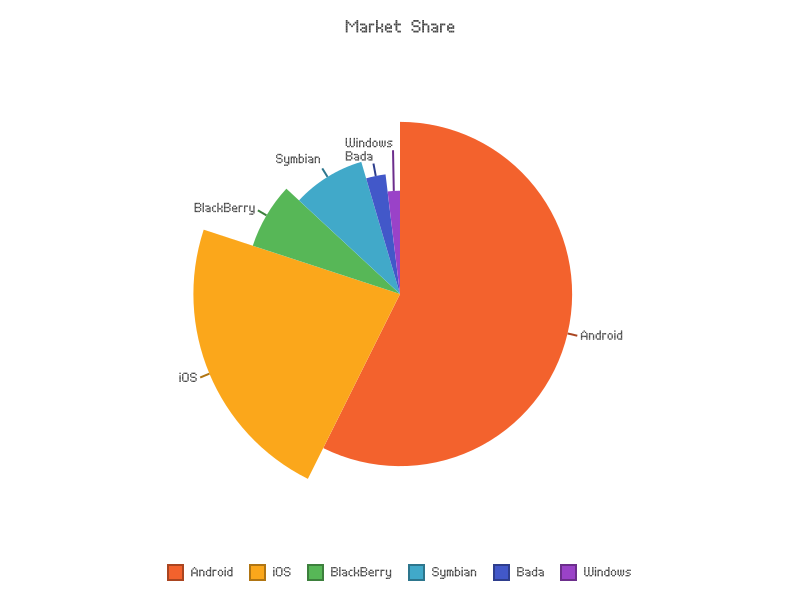 Market Share
Windows
Bada
Symbian
BlackBerry
Android
iOS
Android iOS BlackBerry Symbian Bada Windows